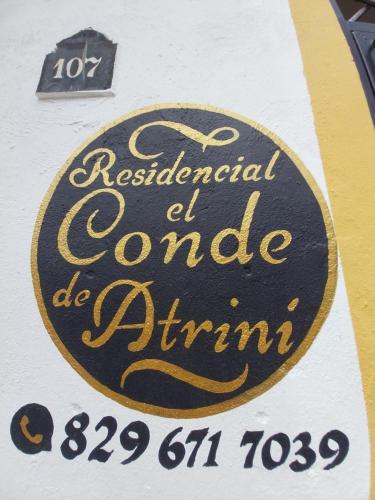 107
Residencial
el
Conde
de Atrini
829 671 7039